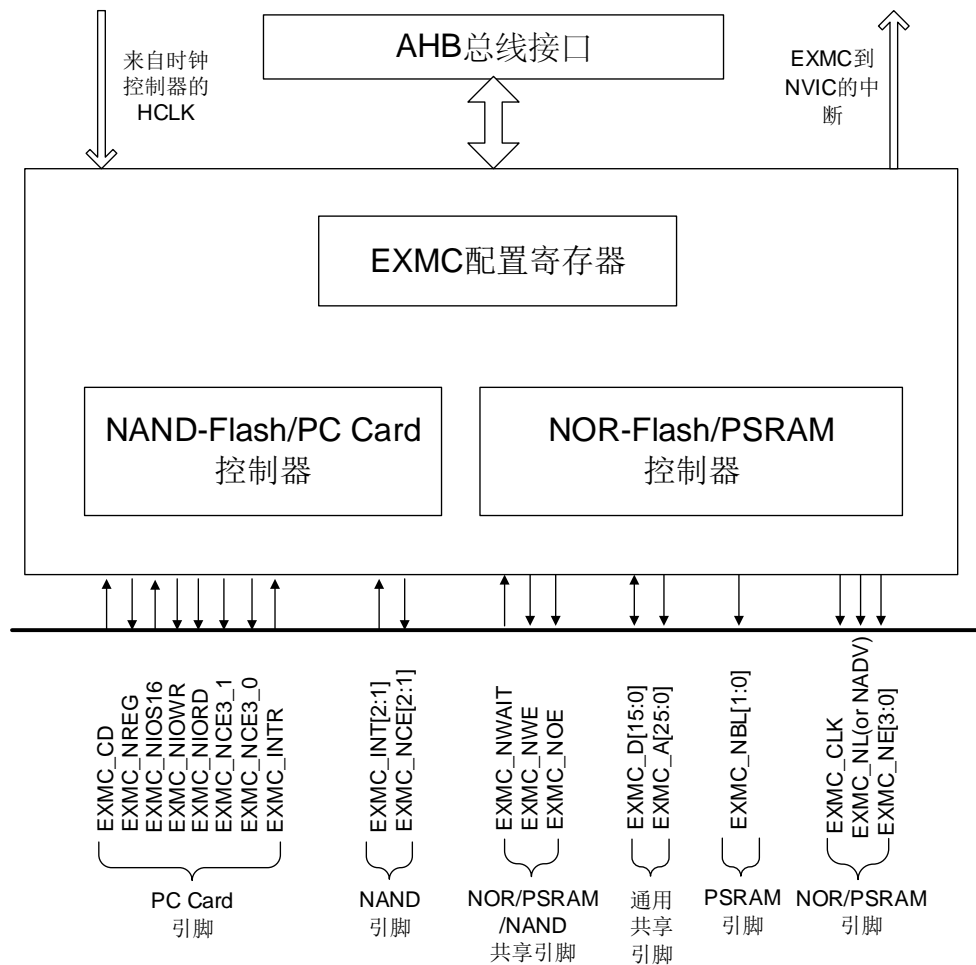 来自时钟
控制器的
HCLK
AHB总线接口
EXMC到
NVIC的中
断
EXMC配置寄存器
NAND-Flash/PC Card
控制器
NOR-Flash/PSRAM
控制器
EXMC_CD
EXMC_NREG
EXMC_NIOS16
EXMC_NIOWR
EXMC_NIORD
EXMC_NCE3_1
EXMC_NCE3_0
EXMC_INTR
EXMC_INT[2:1]
EXMC_NCE[2:1]
EXMC_NWAIT
EXMC_NWE
EXMC_NOE
EXMC_D[15:0]
EXMC_A[25:0]
EXMC_NBL[1:0]
EXMC_CLK
EXMC_NL(or NADV)
EXMC_NE[3:0]
PC Card
引脚
NAND
引脚
NOR/PSRAM
/NAND
共享引脚
通用
共享
引脚
PSRAM
引脚
NOR/PSRAM
引脚